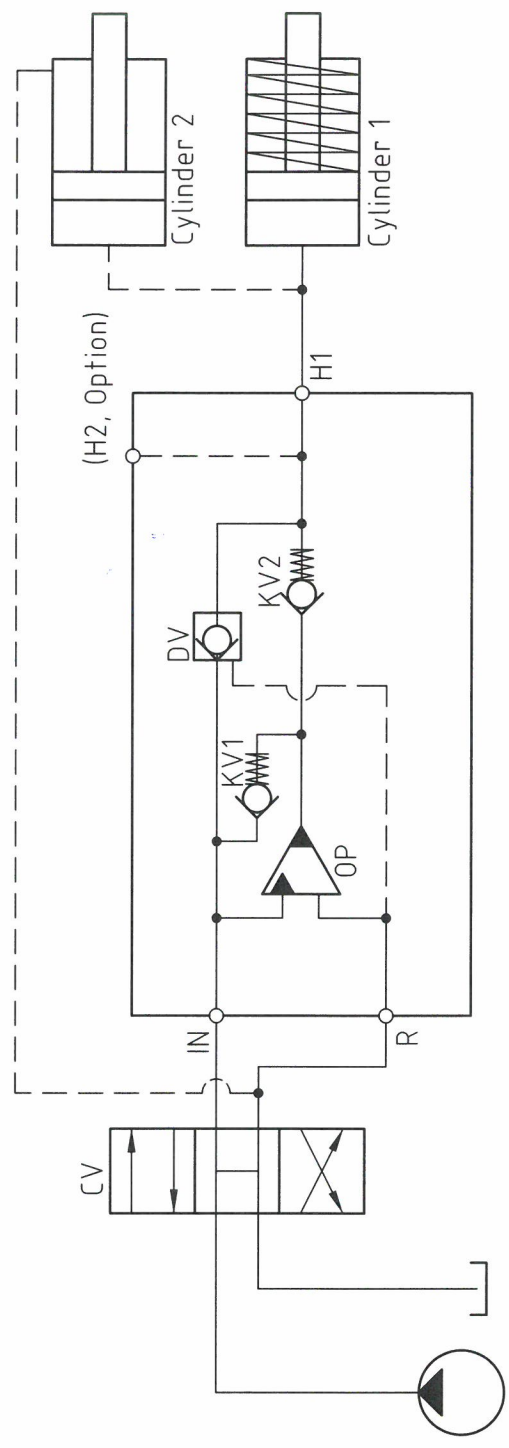 Cylinder 2
Cylinder 1
(H2, Option)
H1
DV
KV2
KV1
OP
IN
R
CV